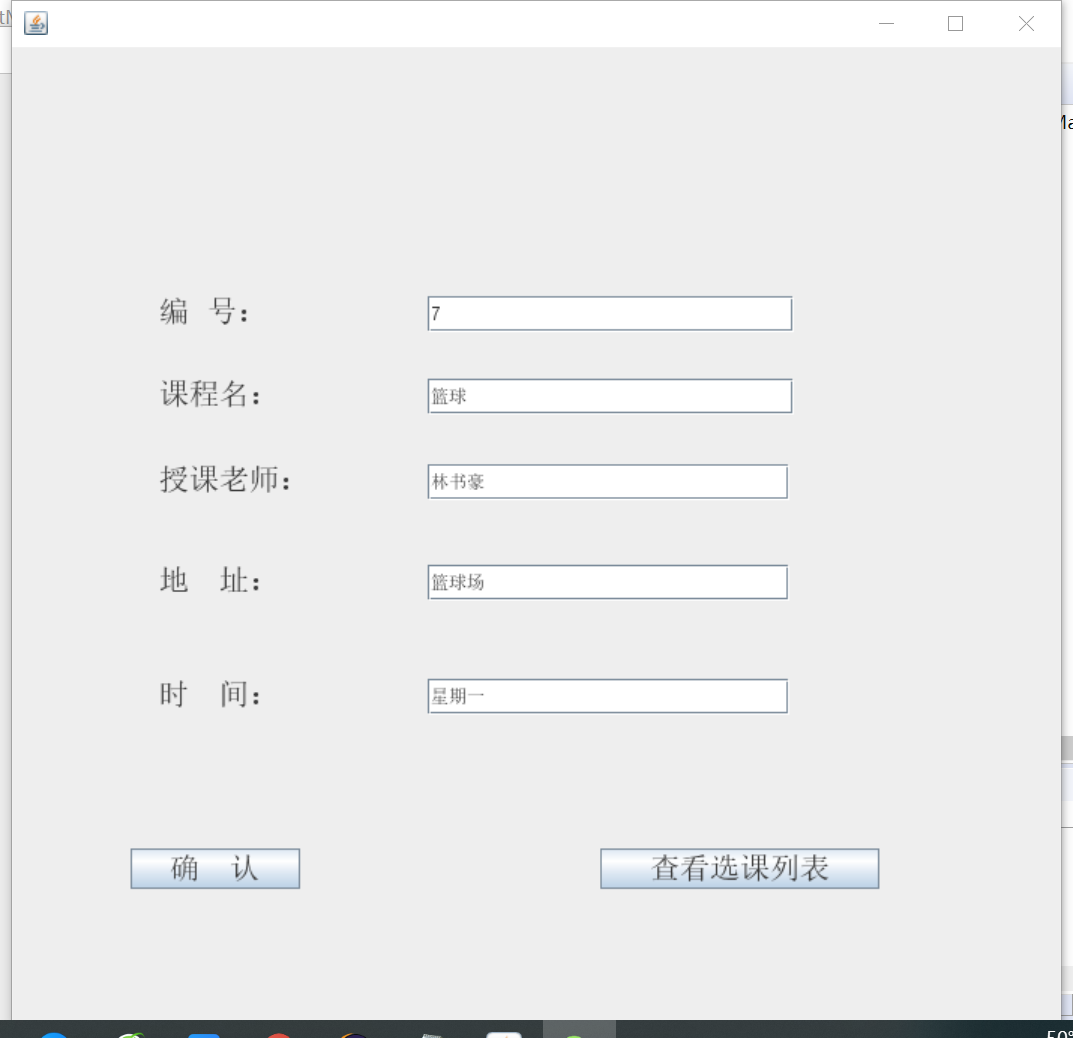 编 号： 7
课程名： 篮球
授课老师： 林书豪
地 址： 篮球场
时 间： 星期一
确 认 查看选课列表